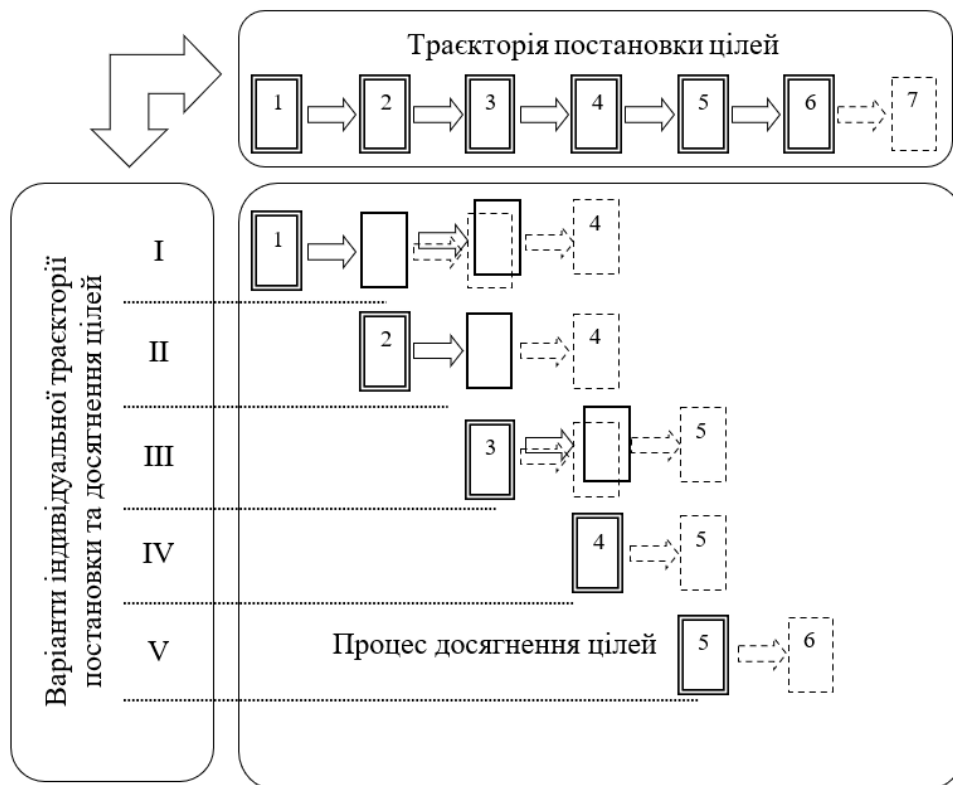 Траєкторія постановки цілей
1 2 3 4 5 6 7
Варіанти індивідуальної траєкторії
постановки та досягнення цілей
I 1 4
II 2 4
III 3 5
IV 4 5
V Процес досягнення цілей 5 6